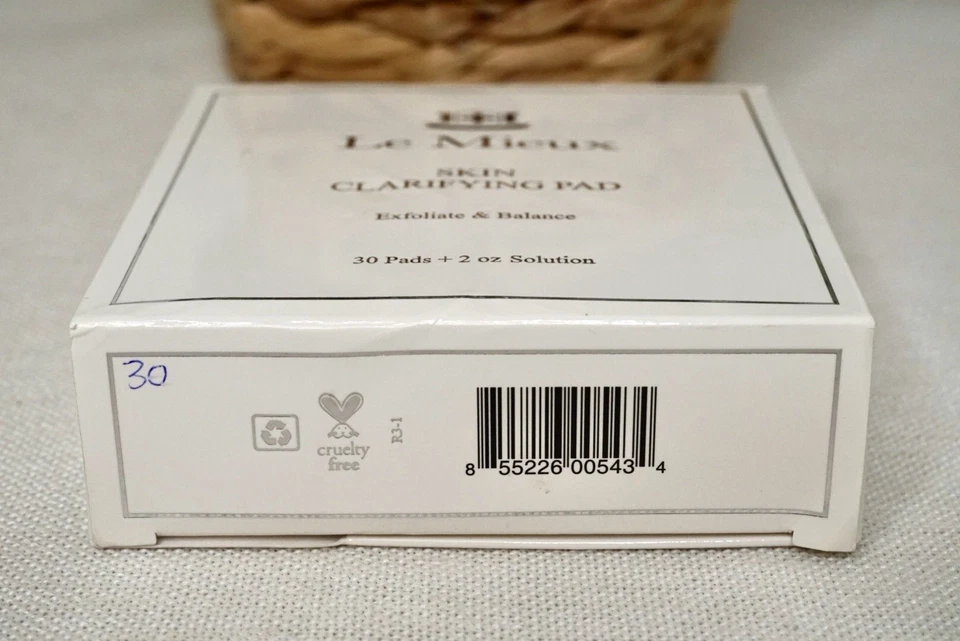 Le Mieux
SKIN
CLARIFYING PAD
Exfoliate & Balance
30 Pads + 2 oz Solution
30
cruelty
free
R3-1
8 55226 00543 4